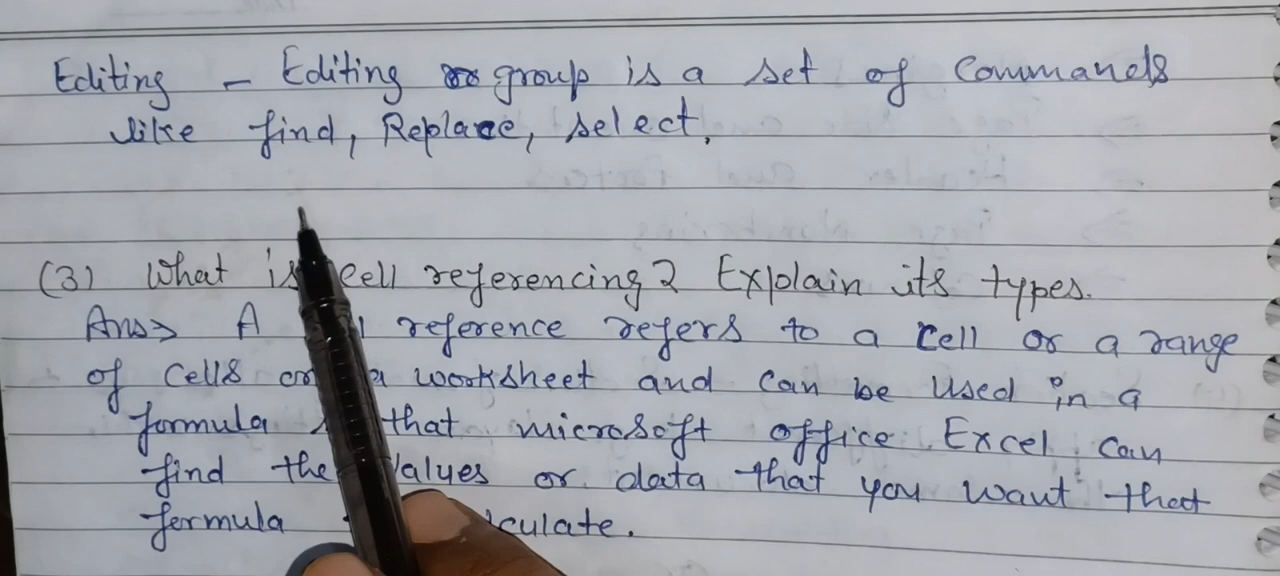 Editing - Editing group is a set of Commands
like find, Replace, select.
(3) What is cell referencing? Explain its types.
Ans> A reference refers to a cell or a range
of cells on a worksheet and can be used in a
formula that microsoft office Excel can
find the values or data that you want that
formula